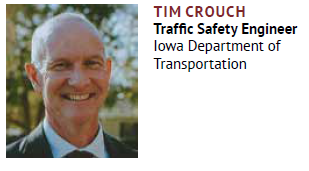 TIM CROUCH
Traffic Safety Engineer
Iowa Department of
Transportation